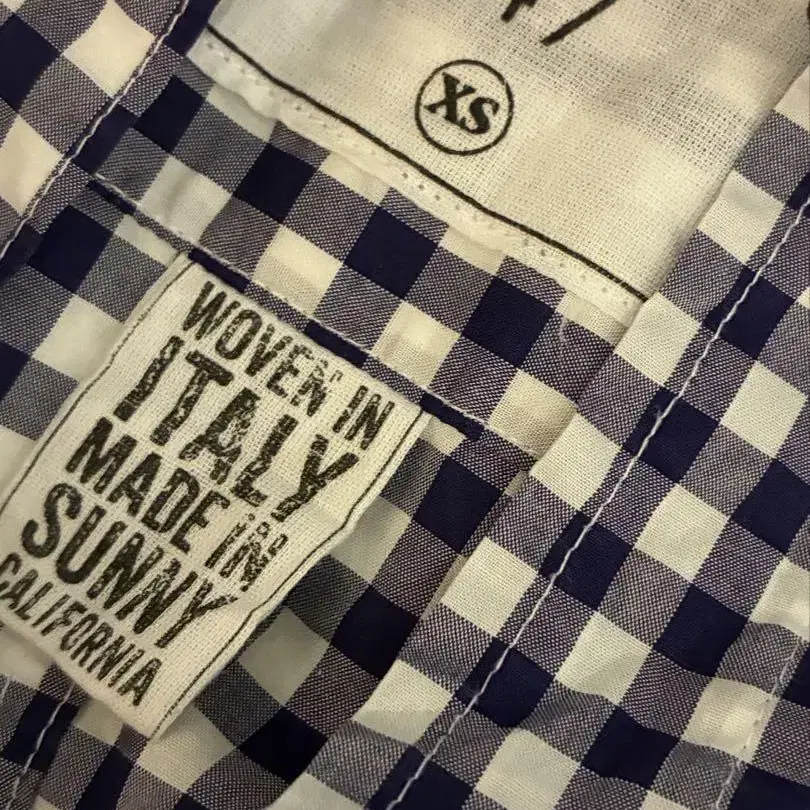 XS
WOVEN IN
ITALY
MADE IN
SUNNY
CALIFORNIA